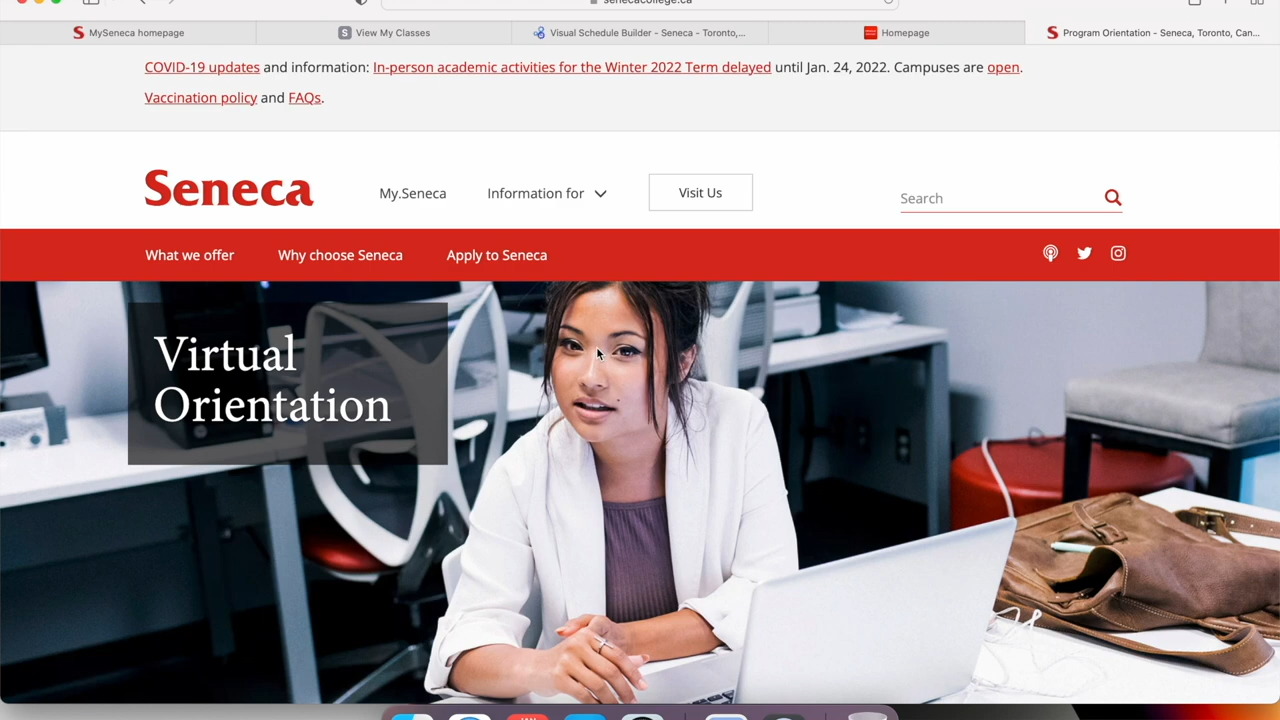 senecacollege.ca
MySeneca homepage
View My Classes
Visual Schedule Builder - Seneca - Toronto,...
Homepage
Program Orientation - Seneca, Toronto, Can...
COVID-19 updates and information: In-person academic activities for the Winter 2022 Term delayed until Jan. 24, 2022. Campuses are open.
Vaccination policy and FAQs.
Seneca
My.Seneca
Information for
Visit Us
Search
What we offer
Why choose Seneca
Apply to Seneca
Virtual
Orientation